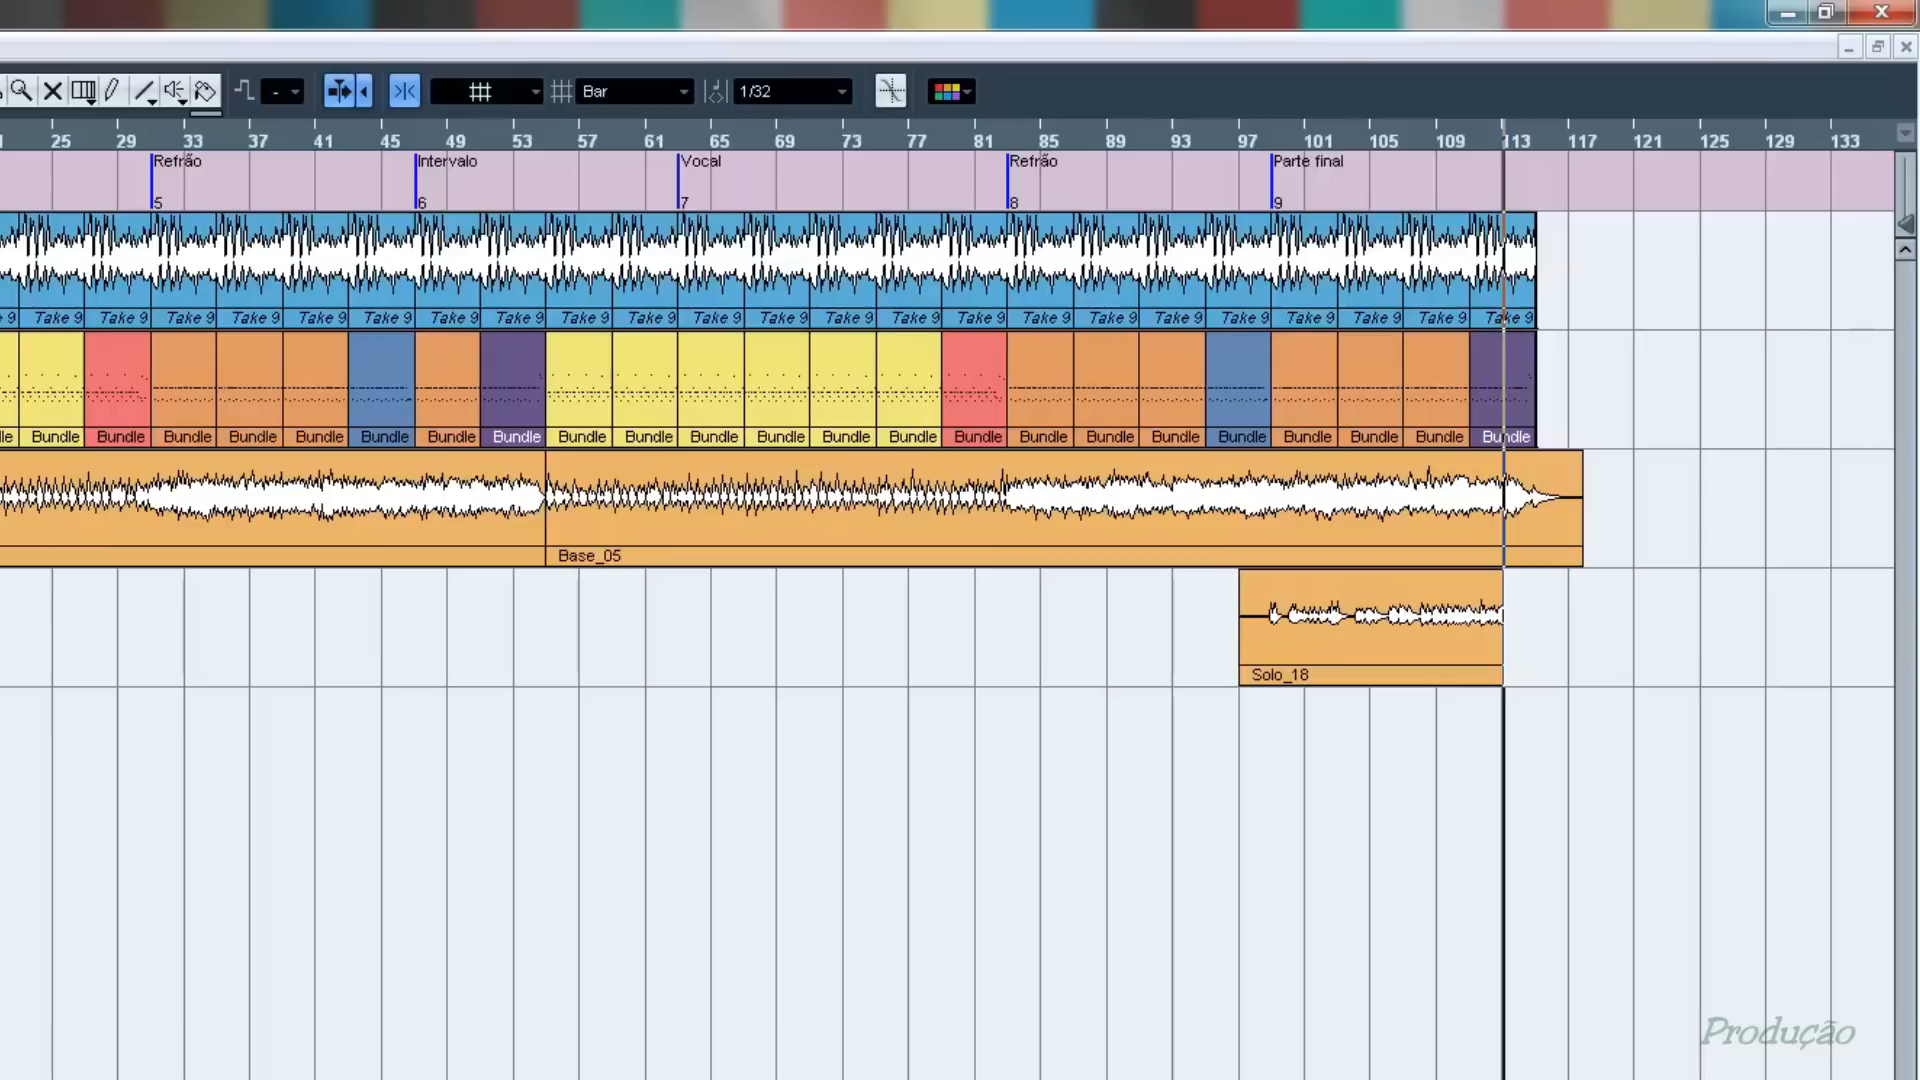 - Bar 1/32
25 29 33 37 41 45 49 53 57 61 65 69 73 77 81 85 89 93 97 101 105 109 113 117 121 125 129 133
Refrão Intervalo Vocal Refrão Parte final
5 6 7 8 9
9 Take 9 Take 9 Take 9 Take 9 Take 9 Take 9 Take 9 Take 9 Take 9 Take 9 Take 9 Take 9 Take 9 Take 9 Take 9 Take 9 Take 9 Take 9 Take 9 Take 9 Take 9 Take 9 Take 9
le Bundle Bundle Bundle Bundle Bundle Bundle Bundle Bundle Bundle Bundle Bundle Bundle Bundle Bundle Bundle Bundle Bundle Bundle Bundle Bundle Bundle Bundle Bundle
Base_05
Solo_18
Produção